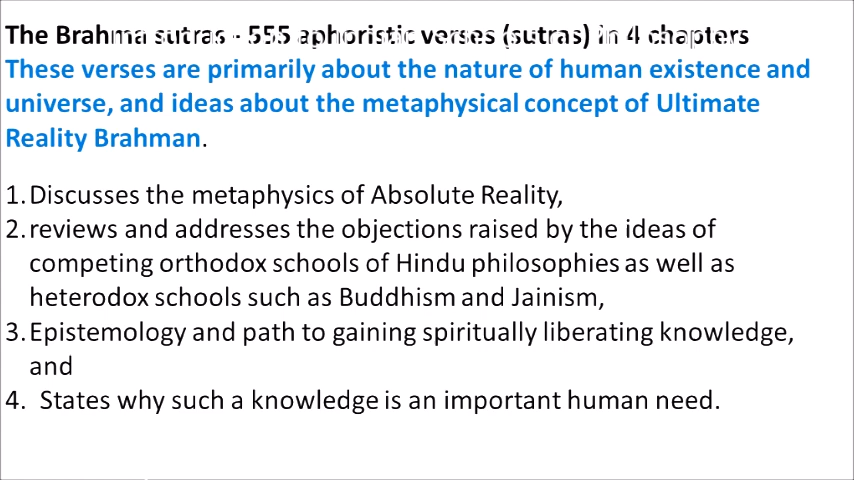 The Brahma sutras - 555 aphoristic verses (sutras) in 4 chapters
These verses are primarily about the nature of human existence and
universe, and ideas about the metaphysical concept of Ultimate
Reality Brahman.
1. Discusses the metaphysics of Absolute Reality,
2. reviews and addresses the objections raised by the ideas of
competing orthodox schools of Hindu philosophies as well as
heterodox schools such as Buddhism and Jainism,
3. Epistemology and path to gaining spiritually liberating knowledge,
and
4. States why such a knowledge is an important human need.